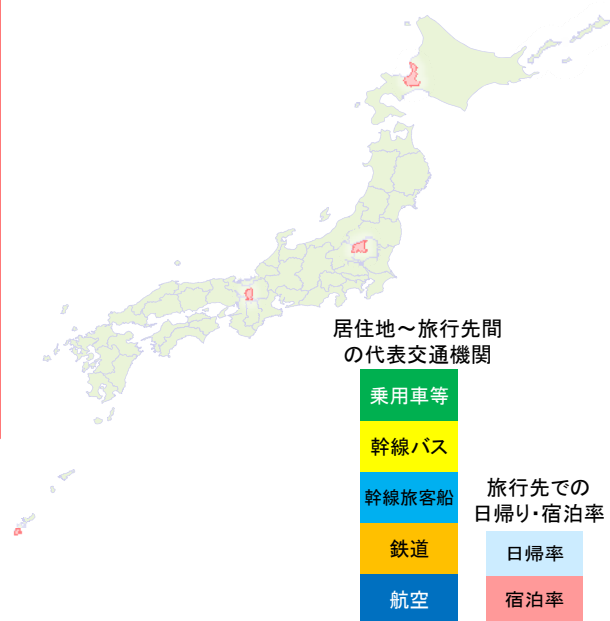 居住地～旅行先間
の代表交通機関
乗用車等
幹線バス
幹線旅客船
鉄道
航空
旅行先での
日帰り・宿泊率
日帰率
宿泊率